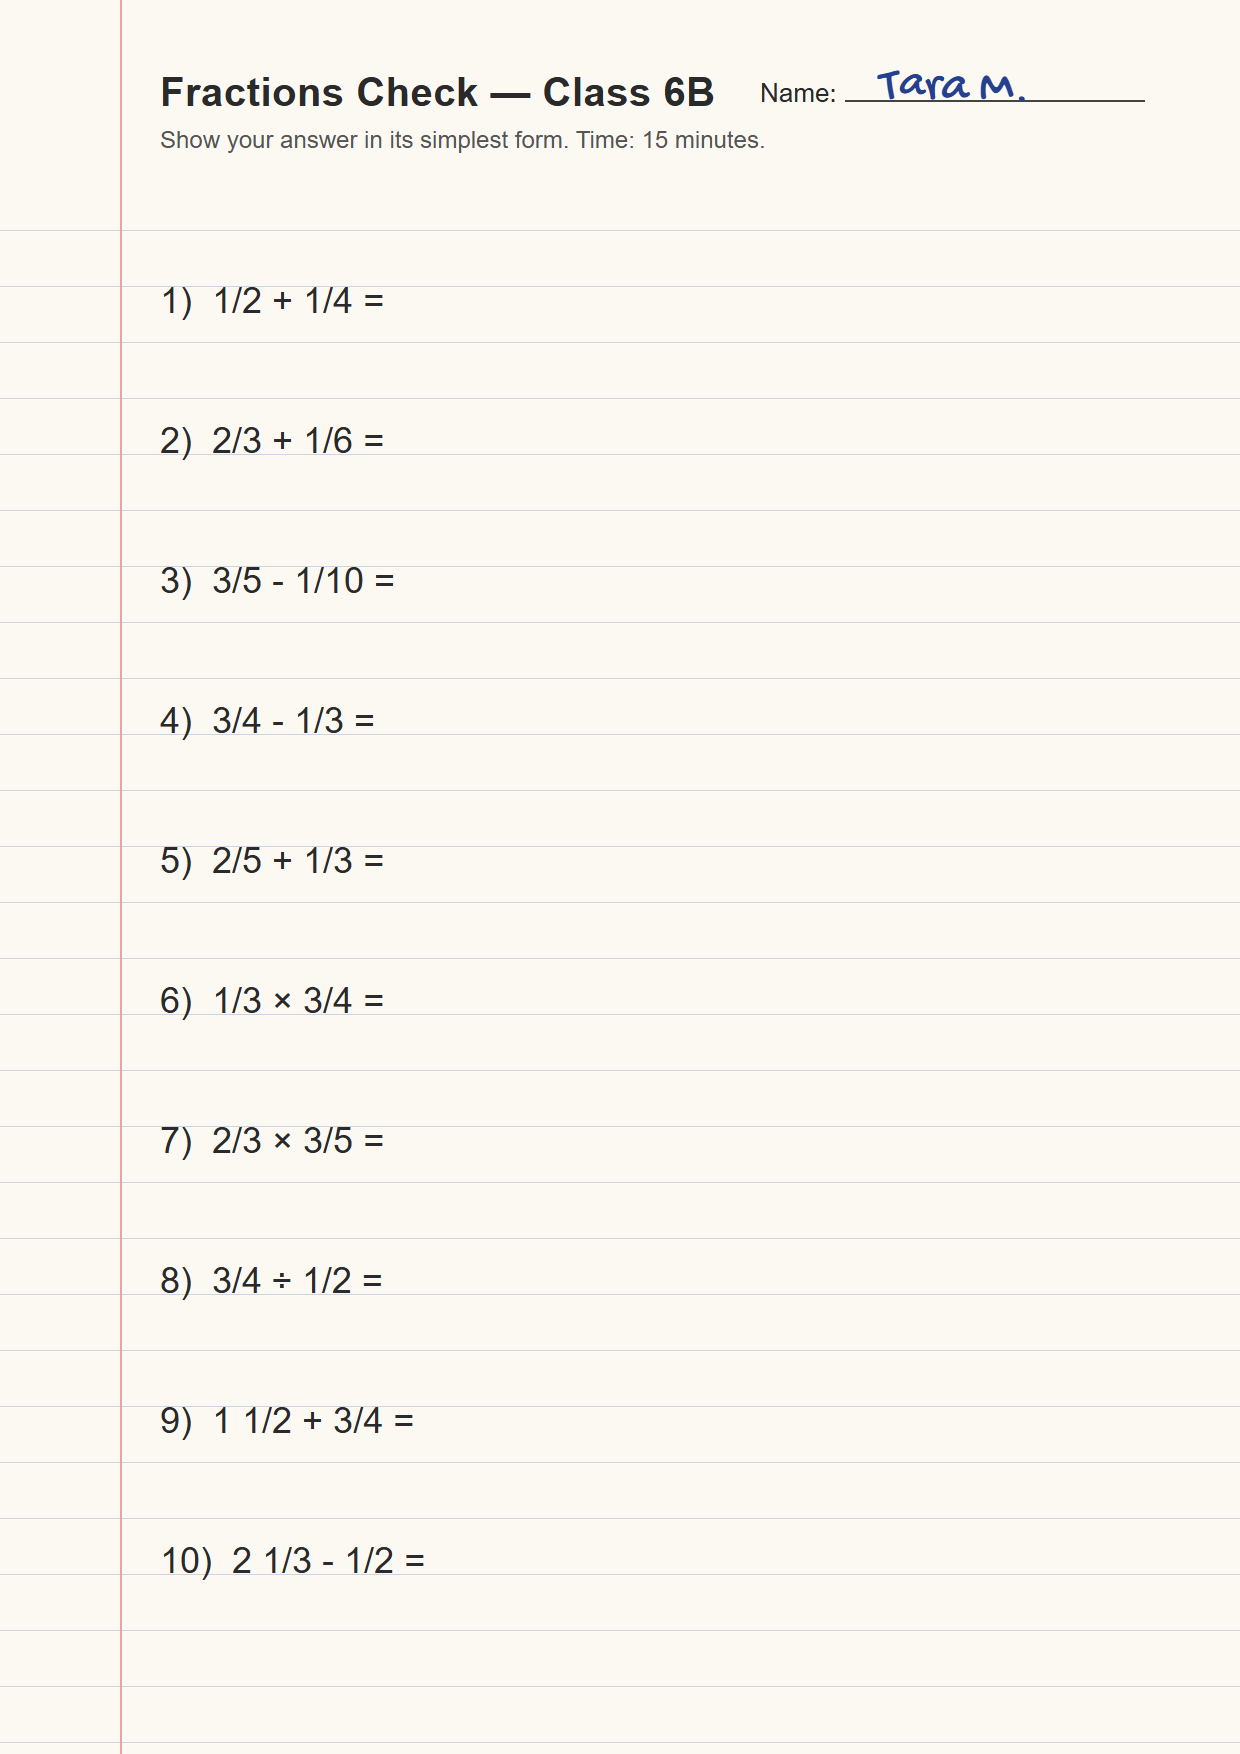 Fractions Check — Class 6B Name: Tara M.
Show your answer in its simplest form. Time: 15 minutes.
1) 1/2 + 1/4 =
2) 2/3 + 1/6 =
3) 3/5 - 1/10 =
4) 3/4 - 1/3 =
5) 2/5 + 1/3 =
6) 1/3 × 3/4 =
7) 2/3 × 3/5 =
8) 3/4 ÷ 1/2 =
9) 1 1/2 + 3/4 =
10) 2 1/3 - 1/2 =